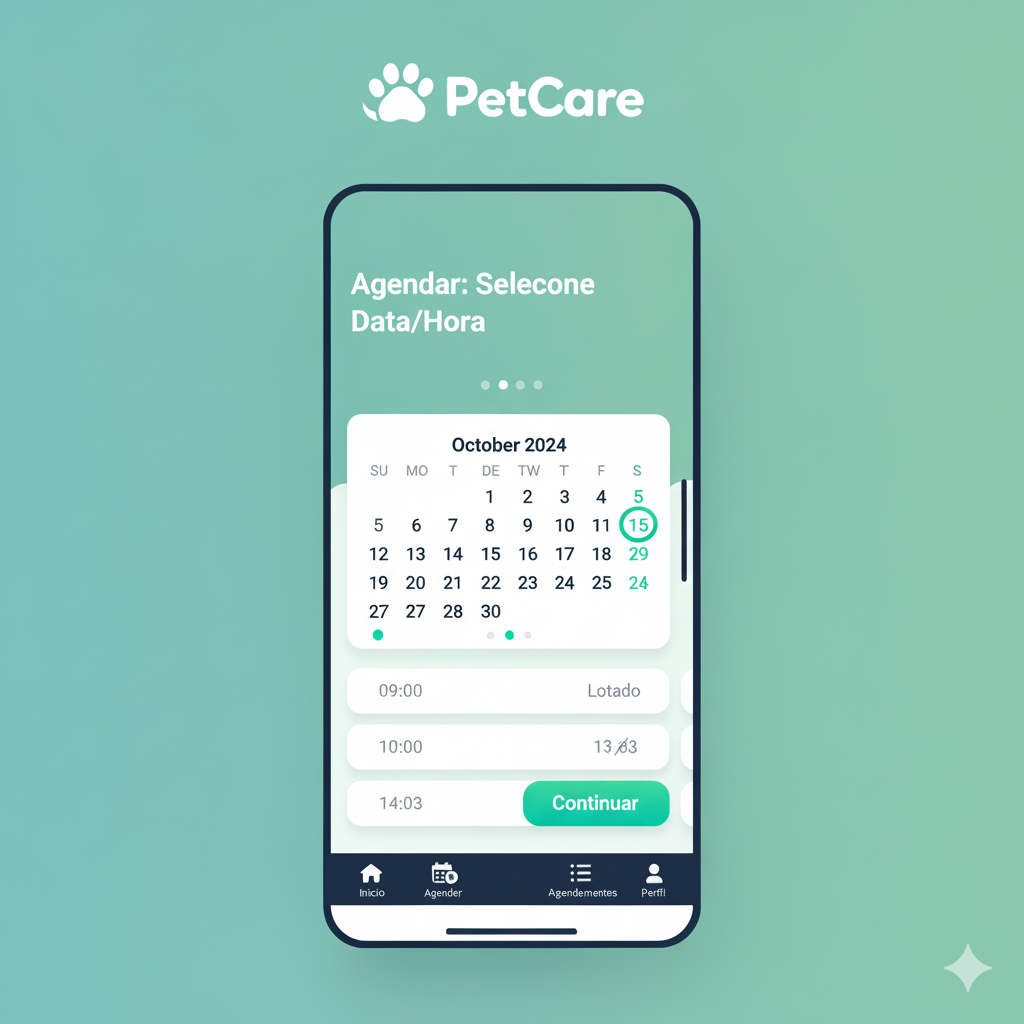 PetCare
Agendar: Selecone
Data/Hora
October 2024
SU MO T DE TW T F S
1 2 3 4 5
5 6 7 8 9 10 11 15
12 13 14 15 16 17 18 29
19 20 21 22 23 24 25 24
27 27 28 30
09:00 Lotado
10:00 13
14:03 Continuar
Inicio Agender Agendementes Perffl